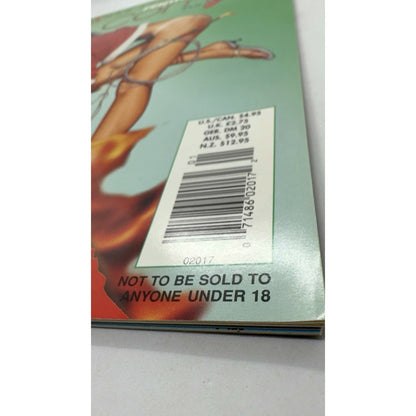 U.S./CAN. $4.95
U.K. £2.75
GER. DM 20
AUS. $9.95
N.Z. $12.95
0 71486 02017 2
02017
NOT TO BE SOLD TO
ANYONE UNDER 18